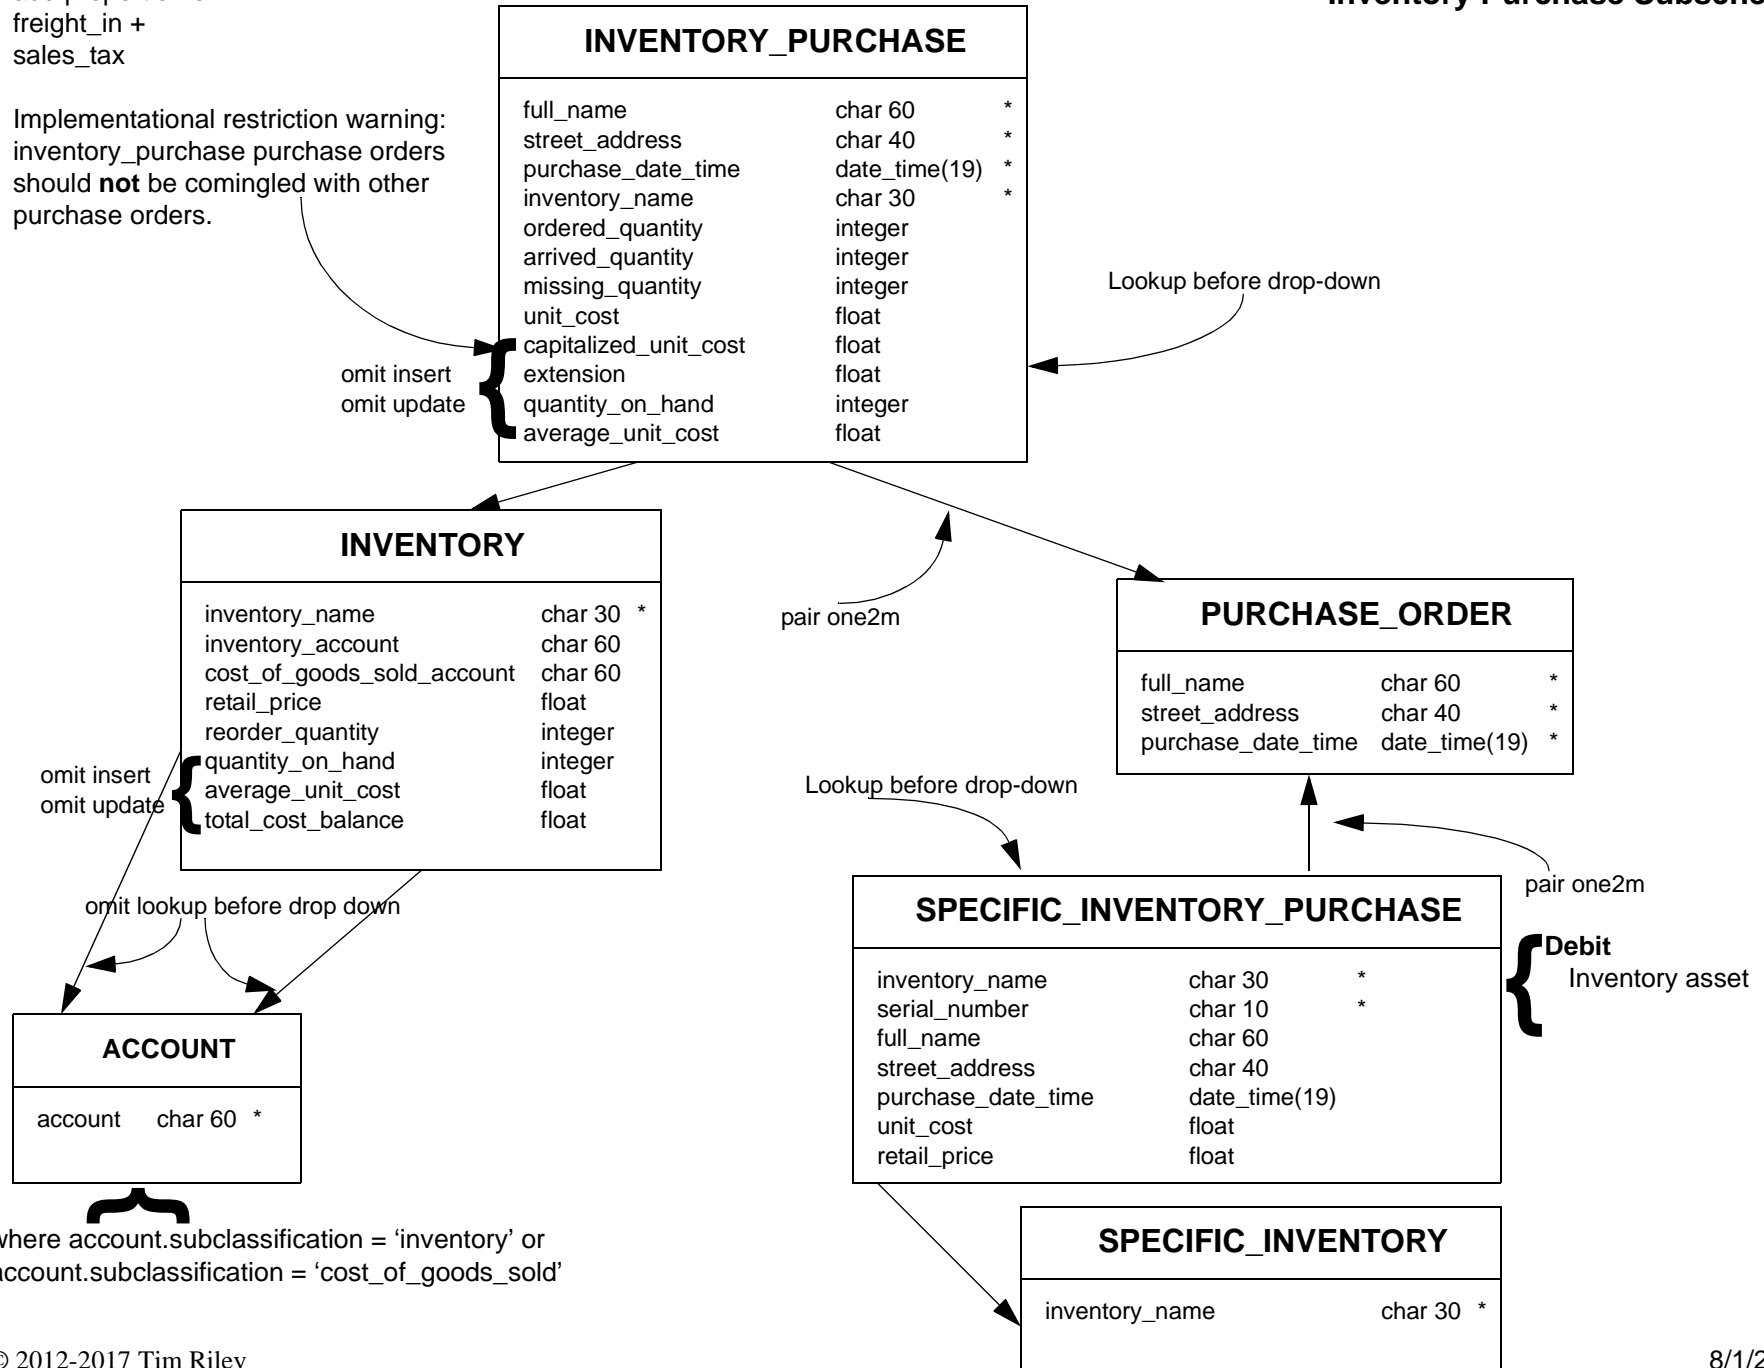 freight_in +
sales_tax
Implementational restriction warning:
inventory_purchase purchase orders
should not be comingled with other
purchase orders.
INVENTORY_PURCHASE
full_name char 60 *
street_address char 40 *
purchase_date_time date_time(19) *
inventory_name char 30 *
ordered_quantity integer
arrived_quantity integer
missing_quantity integer
unit_cost float
capitalized_unit_cost float
extension float
quantity_on_hand integer
average_unit_cost float
omit insert
omit update
Lookup before drop-down
INVENTORY
inventory_name char 30 *
inventory_account char 60
cost_of_goods_sold_account char 60
retail_price float
reorder_quantity integer
quantity_on_hand integer
average_unit_cost float
total_cost_balance float
omit insert
omit update
pair one2m
PURCHASE_ORDER
full_name char 60 *
street_address char 40 *
purchase_date_time date_time(19) *
Lookup before drop-down
pair one2m
omit lookup before drop down
SPECIFIC_INVENTORY_PURCHASE
inventory_name char 30 *
serial_number char 10 *
full_name char 60
street_address char 40
purchase_date_time date_time(19)
unit_cost float
retail_price float
Debit
Inventory asset
ACCOUNT
account char 60 *
where account.subclassification = ‘inventory’ or
account.subclassification = ‘cost_of_goods_sold’
SPECIFIC_INVENTORY
inventory_name char 30 *
© 2012-2017 Tim Riley
8/1/2